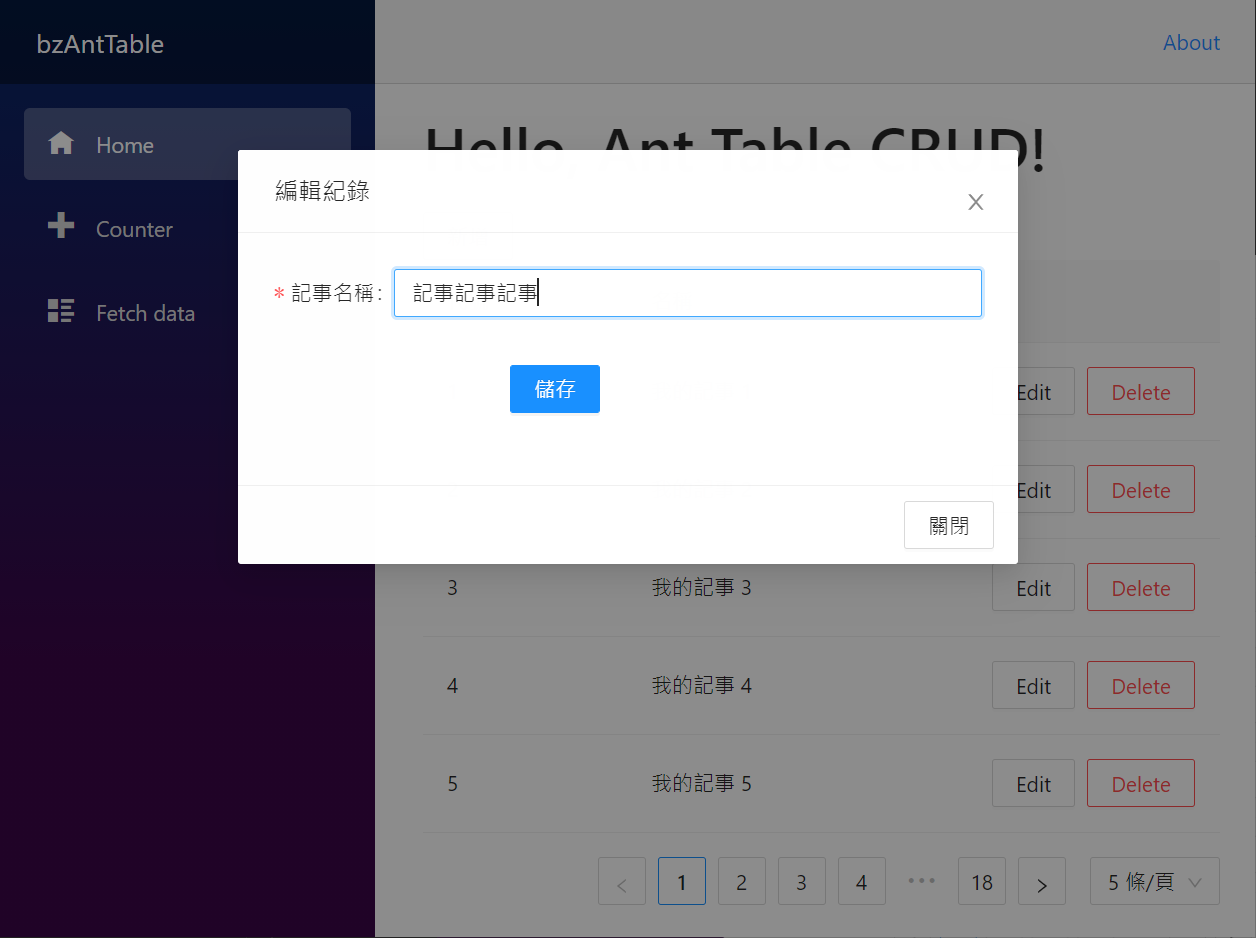 bzAntTable
About
Home
Counter
Fetch data
Hello, Ant Table CRUD!
編輯紀錄
* 記事名稱:
記事記事記事
儲存
關閉
Edit Delete
Edit Delete
3 我的記事 3 Edit Delete
4 我的記事 4 Edit Delete
5 我的記事 5 Edit Delete
< 1 2 3 4 ••• 18 > 5 條/頁